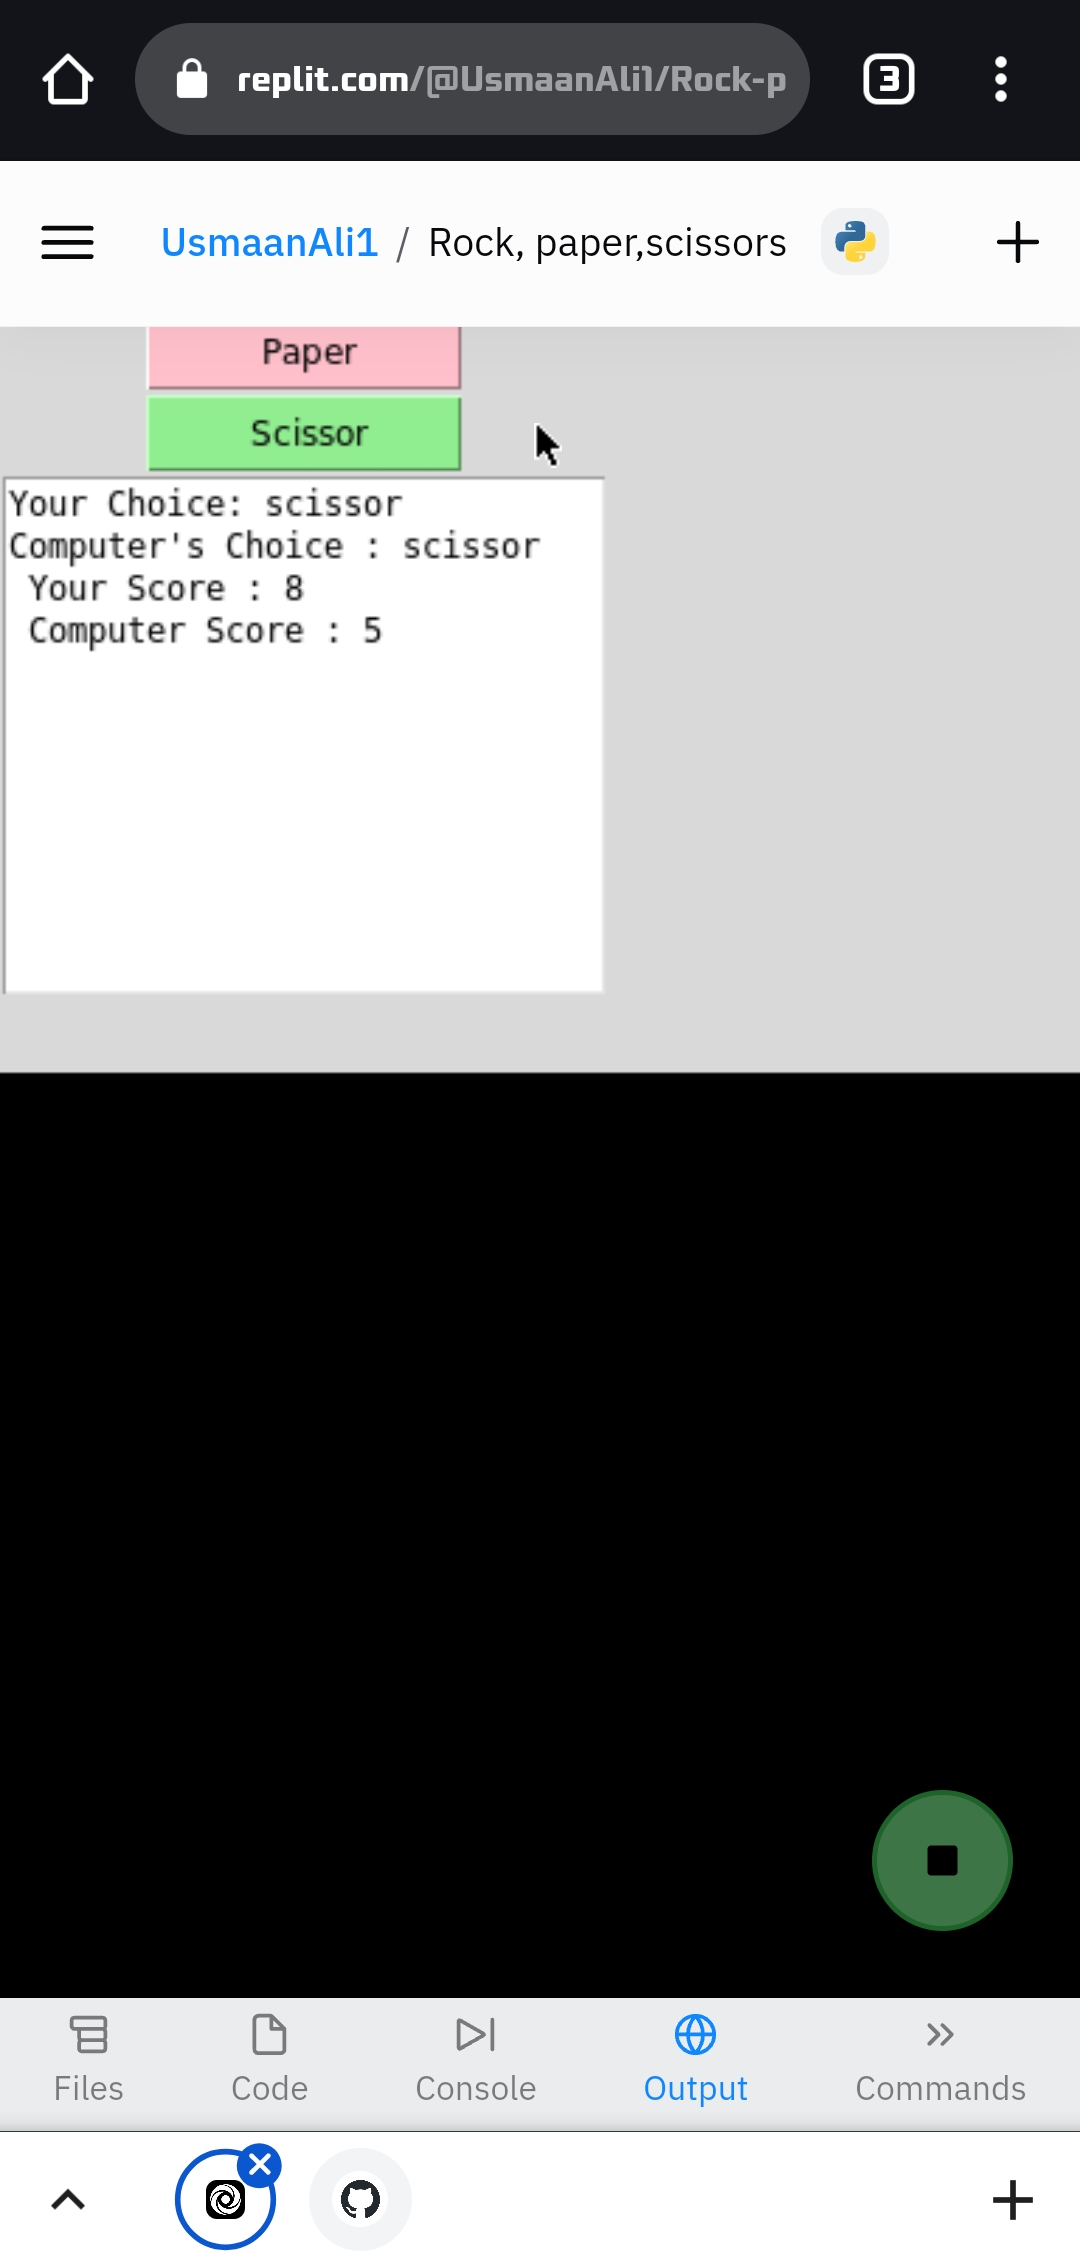 replit.com/@UsmaanAli1/Rock-p
3
UsmaanAli1 / Rock, paper,scissors
Paper
Scissor
Your Choice: scissor
Computer's Choice : scissor
Your Score : 8
Computer Score : 5
Files
Code
Console
Output
Commands